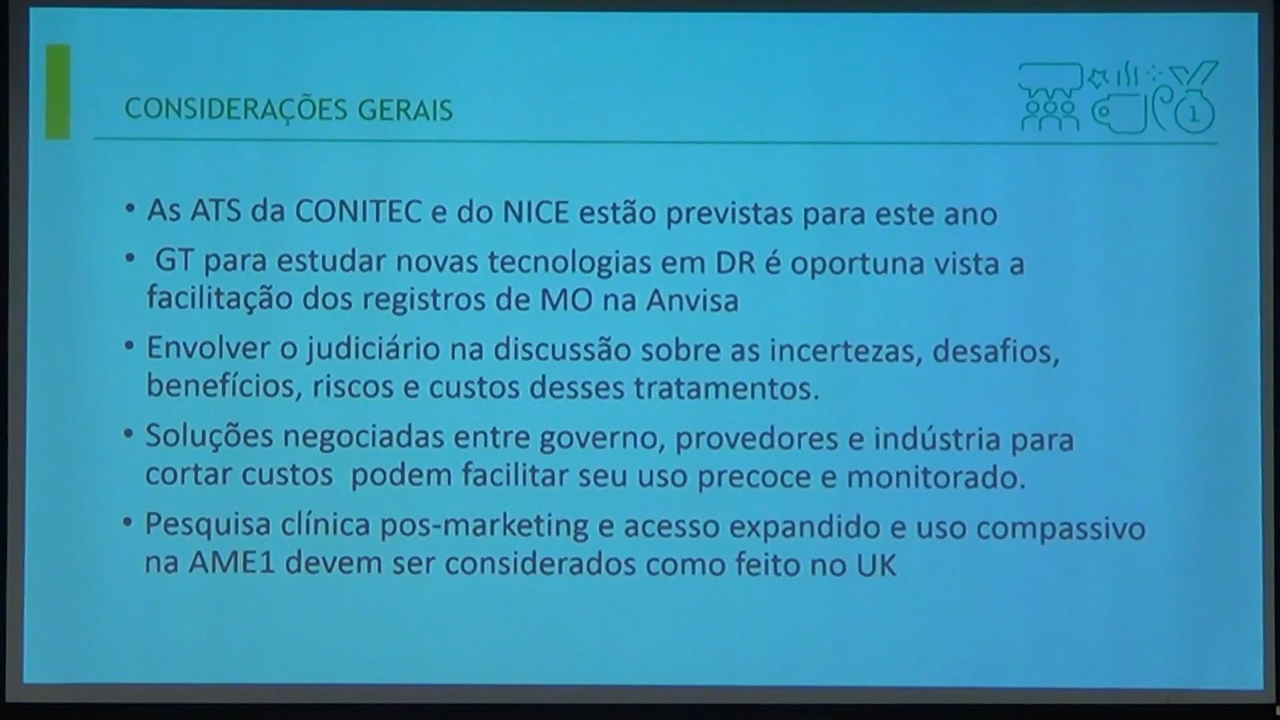 CONSIDERAÇÕES GERAIS
1
• As ATS da CONITEC e do NICE estão previstas para este ano
• GT para estudar novas tecnologias em DR é oportuna vista a
facilitação dos registros de MO na Anvisa
• Envolver o judiciário na discussão sobre as incertezas, desafios,
benefícios, riscos e custos desses tratamentos.
• Soluções negociadas entre governo, provedores e indústria para
cortar custos podem facilitar seu uso precoce e monitorado.
• Pesquisa clínica pos-marketing e acesso expandido e uso compassivo
na AME1 devem ser considerados como feito no UK